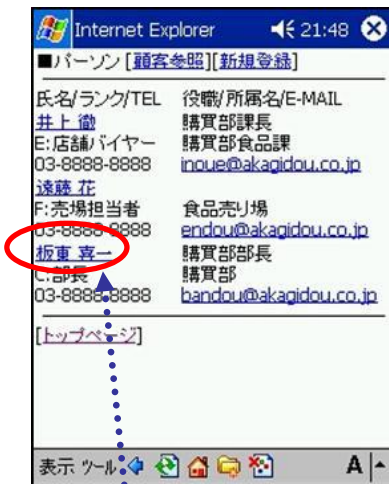 Internet Explorer 21:48
■パーソン [顧客参照][新規登録]
氏名/ランク/TEL 役職/所属名/E-MAIL
井上 徹 購買部課長
E:店舗バイヤー 購買部食品課
03-8888-8888 inoue@akagidou.co.jp
遠藤 花
F:売場担当者 食品売り場
03-8888-8888 endou@akagidou.co.jp
板東 喜一 購買部部長
C:部長 購買部
03-8888-8888 bandou@akagidou.co.jp
[トップページ]
表示 ツール A